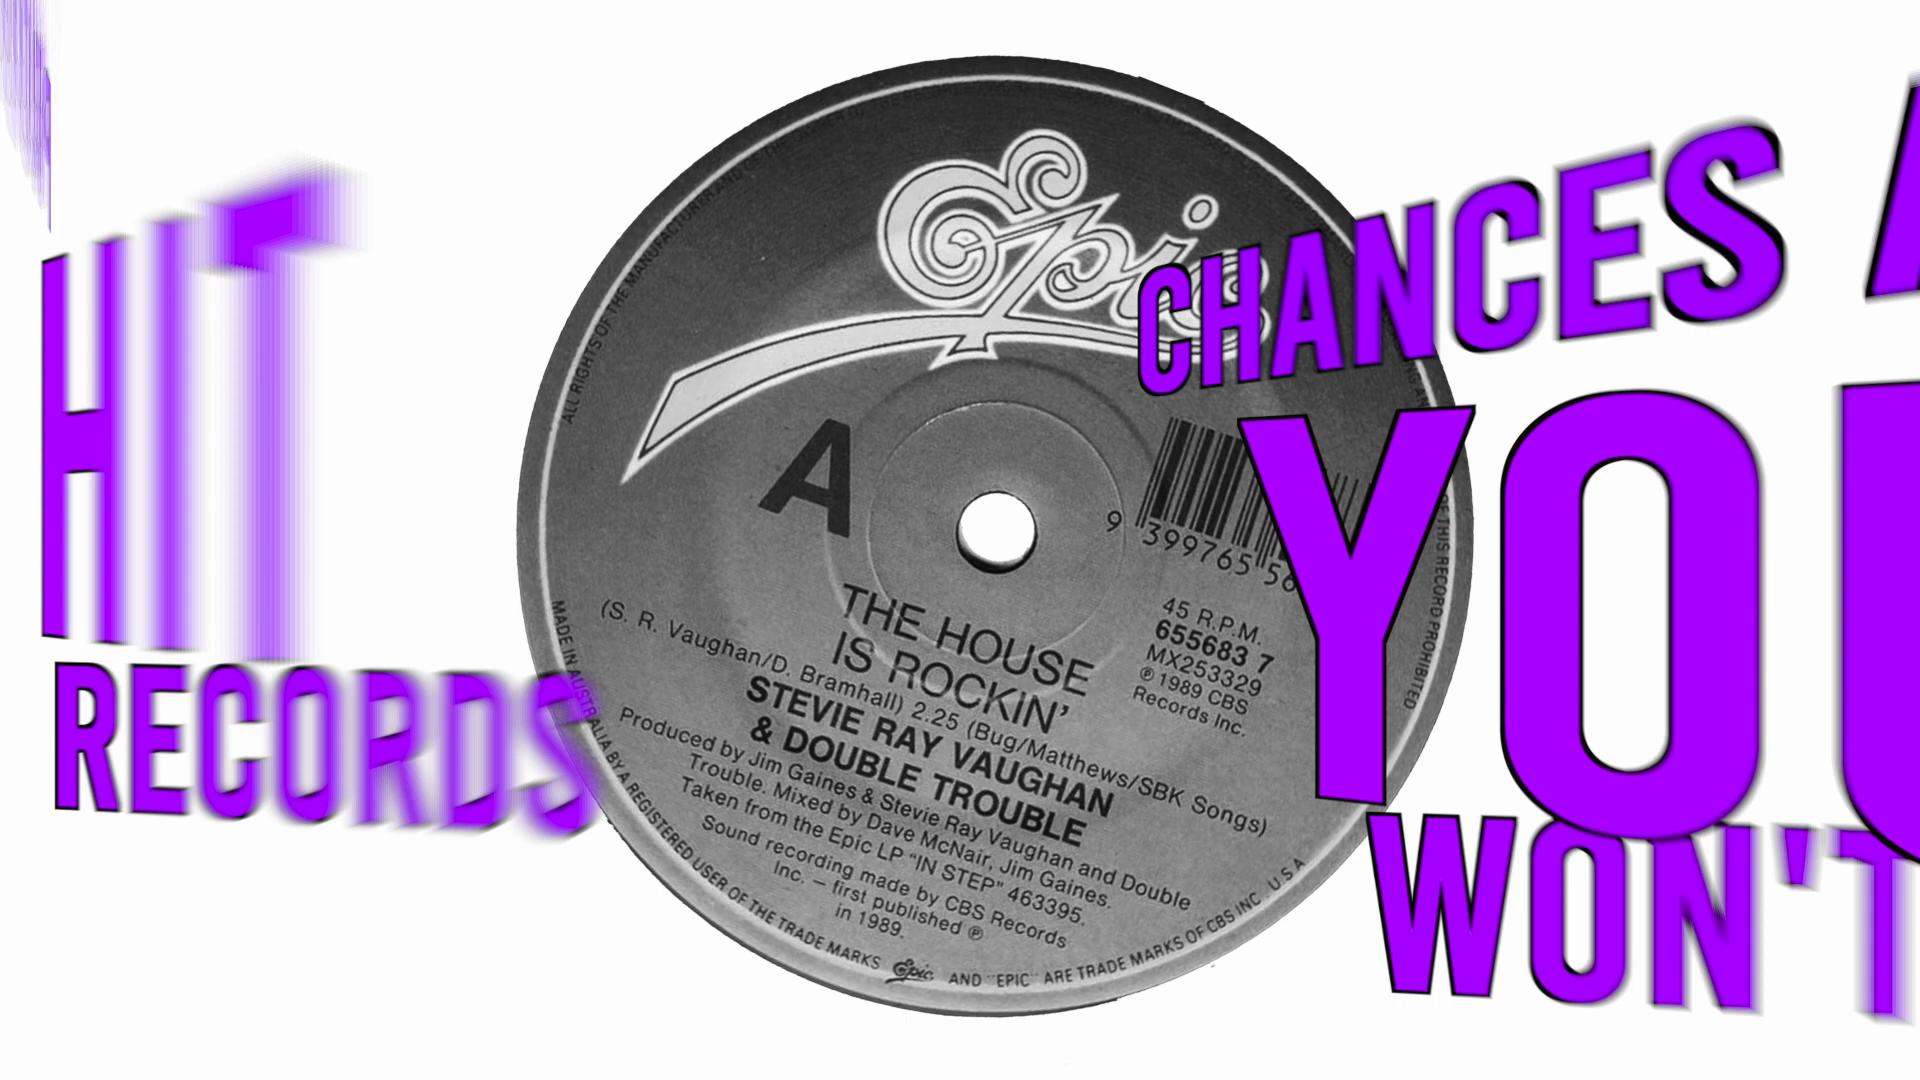 HIT
RECORDS
CHANCES A
YOU
WON'T
Epic
A
9 399765 56
45 R.P.M.
655683 7
MX253329
℗ 1989 CBS
Records Inc.
THE HOUSE
IS ROCKIN'
(S. R. Vaughan/D. Bramhall) 2.25 (Bug/Matthews/SBK Songs)
STEVIE RAY VAUGHAN
& DOUBLE TROUBLE
Produced by Jim Gaines & Stevie Ray Vaughan and Double
Trouble. Mixed by Dave McNair, Jim Gaines.
Taken from the Epic LP "IN STEP" 463395.
Sound recording made by CBS Records
Inc. – first published ℗
in 1989.
ALL RIGHTS OF THE MANUFACTURER AND
OF THIS RECORD PROHIBITED
MADE IN AUSTRALIA BY A REGISTERED USER OF THE TRADE MARKS Epic AND "EPIC" ARE TRADE MARKS OF CBS INC. U.S.A.